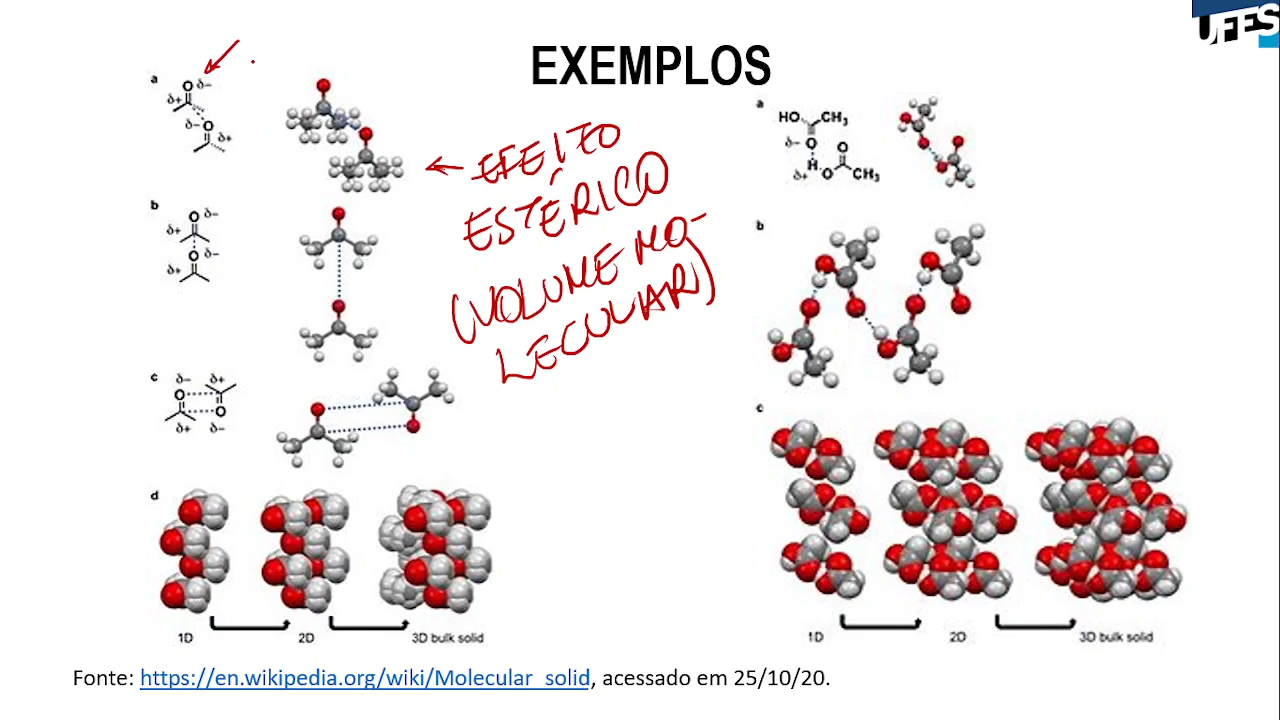 UFES
EXEMPLOS
a
O δ−
δ+
δ− O
δ+
b
O δ−
δ+
O δ−
δ+
c
δ− δ+
O
O
δ+ δ−
d
1D
2D
3D bulk solid
← EFEITO
ESTÉRICO
(VOLUME MO-
LECULAR)
a
HO CH₃
δ− O
H O
δ+ O CH₃
b
c
1D
2D
3D bulk solid
Fonte: https://en.wikipedia.org/wiki/Molecular_solid, acessado em 25/10/20.